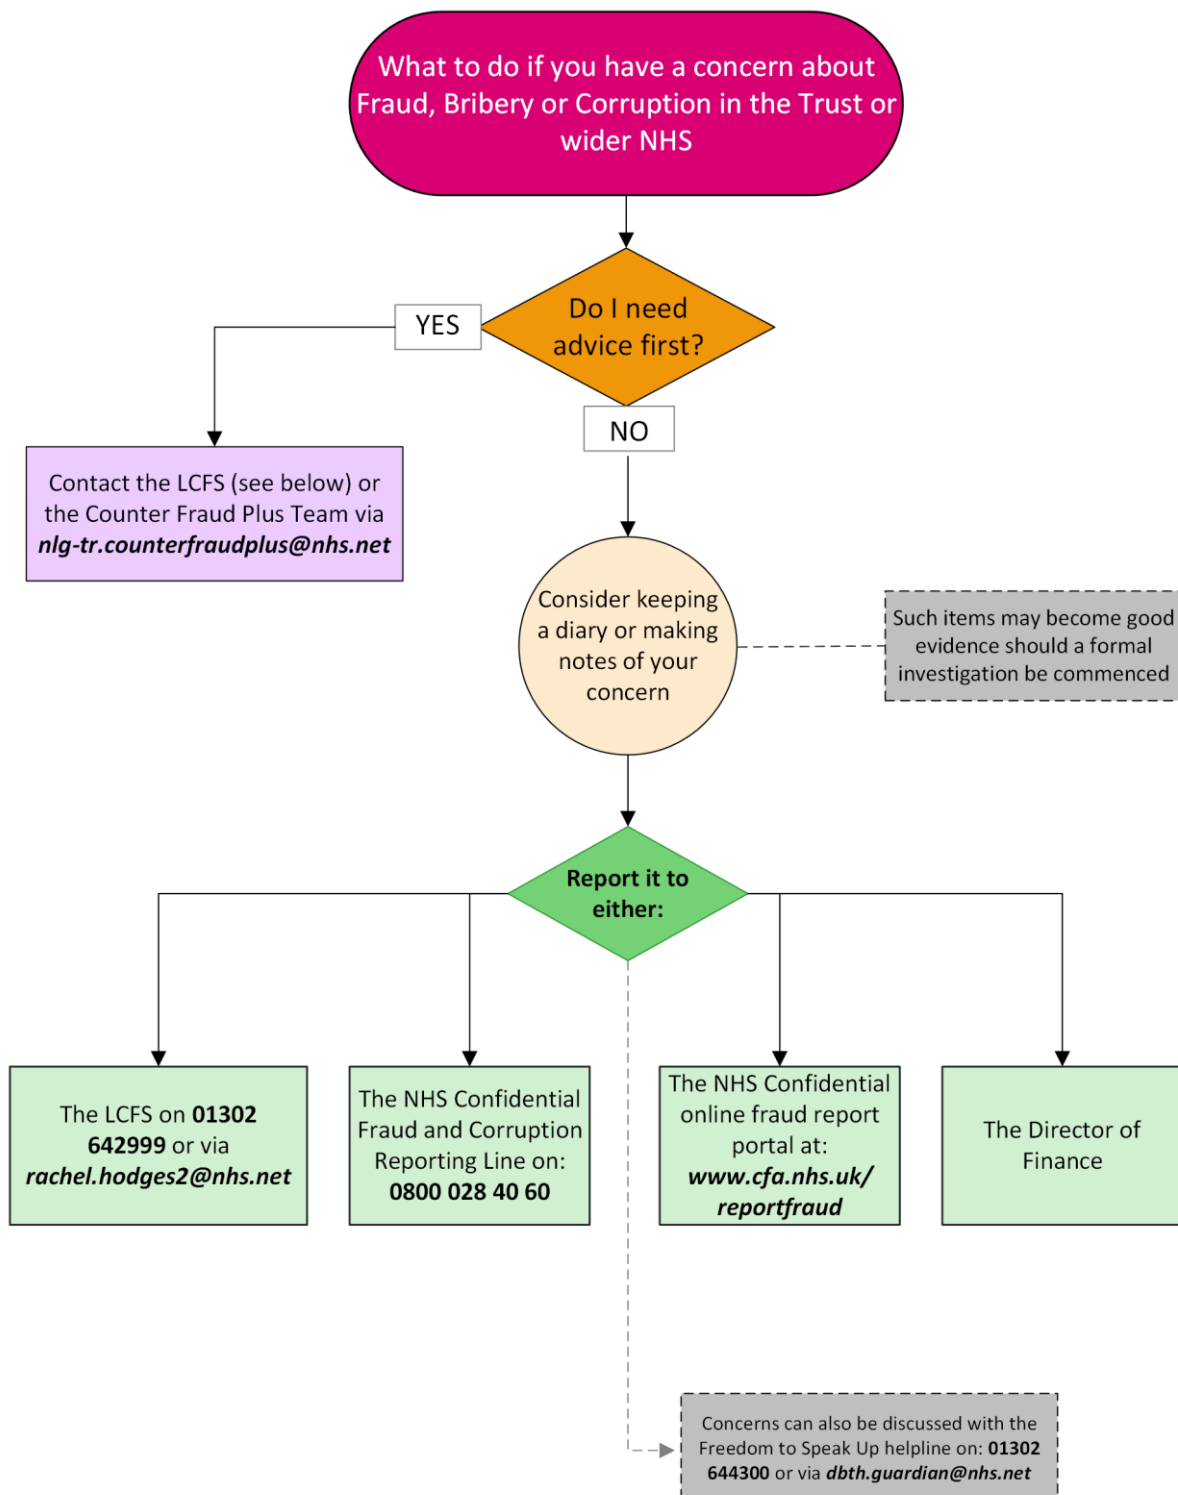 What to do if you have a concern about
Fraud, Bribery or Corruption in the Trust or
wider NHS
Do I need
advice first?
YES
NO
Contact the LCFS (see below) or
the Counter Fraud Plus Team via
nlg-tr.counterfraudplus@nhs.net
Consider keeping
a diary or making
notes of your
concern
Such items may become good
evidence should a formal
investigation be commenced
Report it to
either:
The LCFS on 01302
642999 or via
rachel.hodges2@nhs.net
The NHS Confidential
Fraud and Corruption
Reporting Line on:
0800 028 40 60
The NHS Confidential
online fraud report
portal at:
www.cfa.nhs.uk/
reportfraud
The Director of
Finance
Concerns can also be discussed with the
Freedom to Speak Up helpline on: 01302
644300 or via dbth.guardian@nhs.net